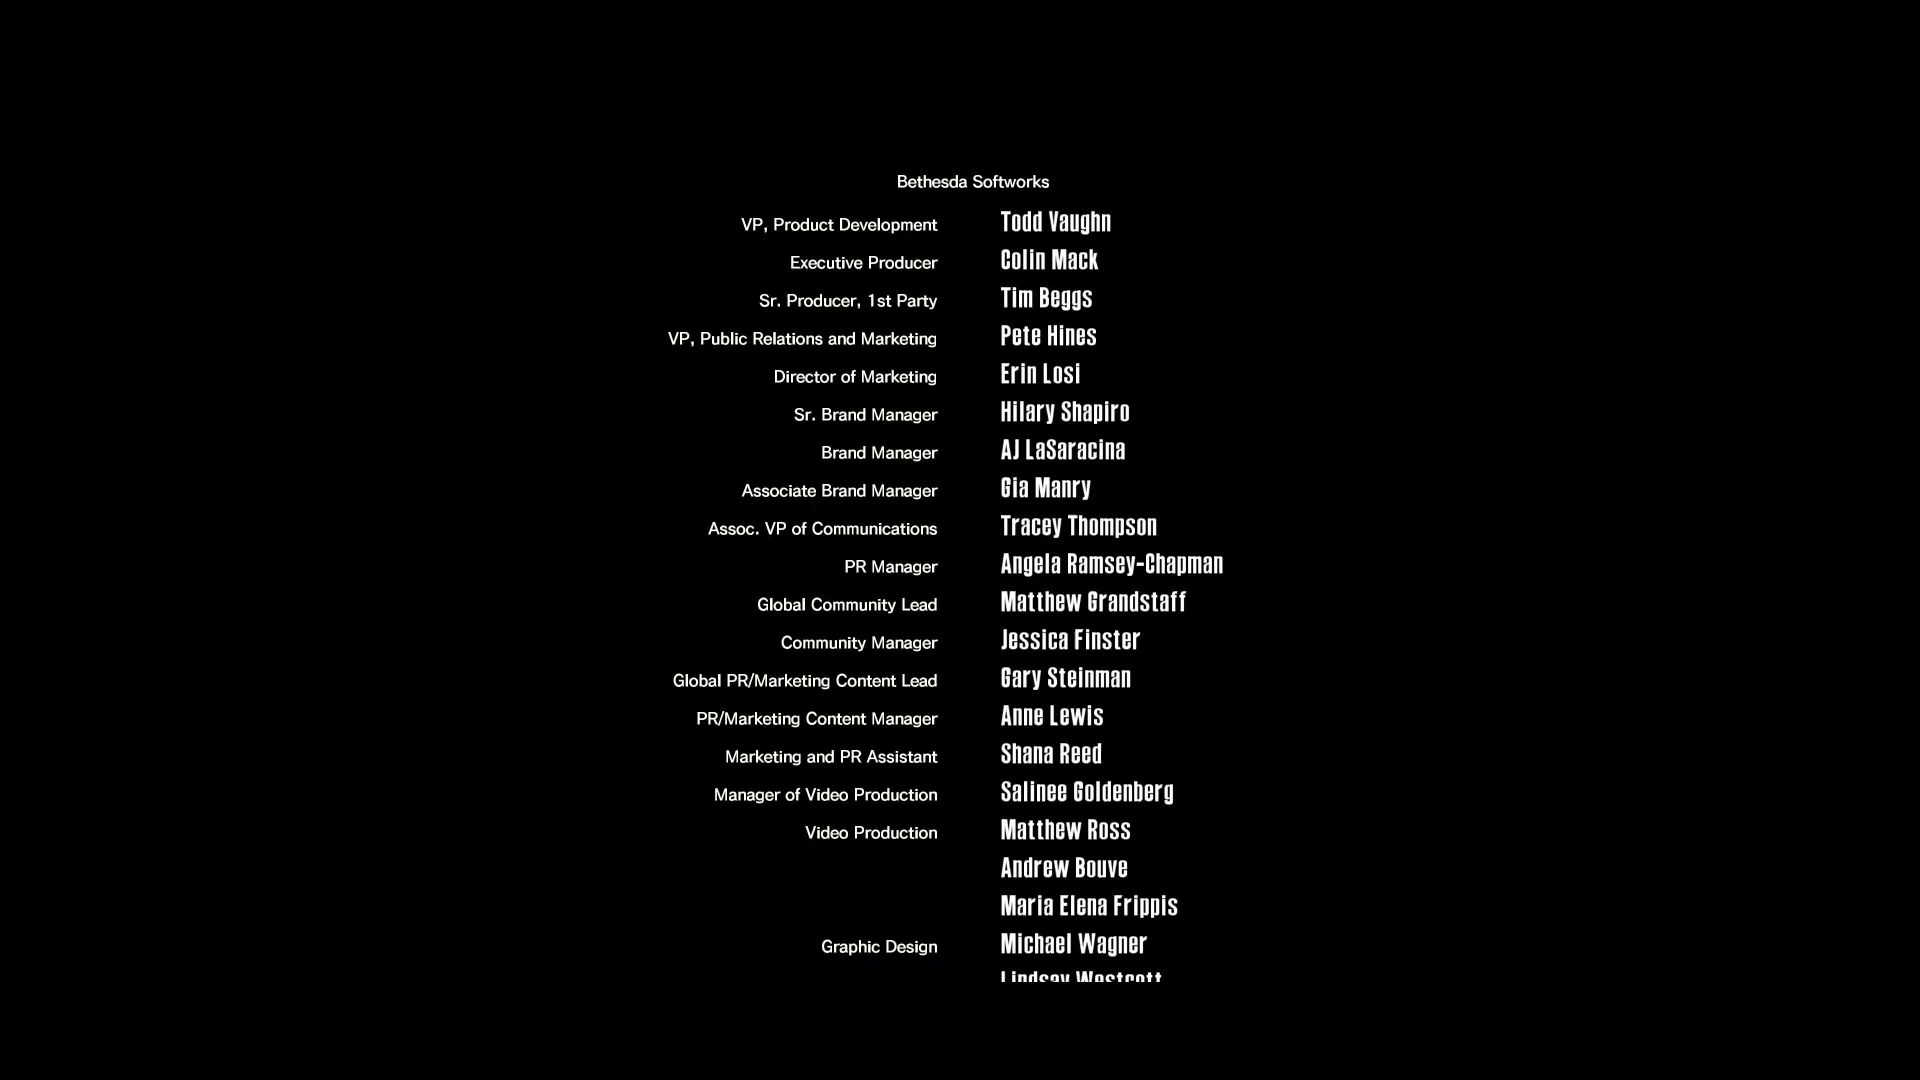 Bethesda Softworks
VP, Product Development Todd Vaughn
Executive Producer Colin Mack
Sr. Producer, 1st Party Tim Beggs
VP, Public Relations and Marketing Pete Hines
Director of Marketing Erin Losi
Sr. Brand Manager Hilary Shapiro
Brand Manager AJ LaSaracina
Associate Brand Manager Gia Manry
Assoc. VP of Communications Tracey Thompson
PR Manager Angela Ramsey-Chapman
Global Community Lead Matthew Grandstaff
Community Manager Jessica Finster
Global PR/Marketing Content Lead Gary Steinman
PR/Marketing Content Manager Anne Lewis
Marketing and PR Assistant Shana Reed
Manager of Video Production Salinee Goldenberg
Video Production Matthew Ross
Andrew Bouve
Maria Elena Frippis
Graphic Design Michael Wagner
Lindsay Westcott